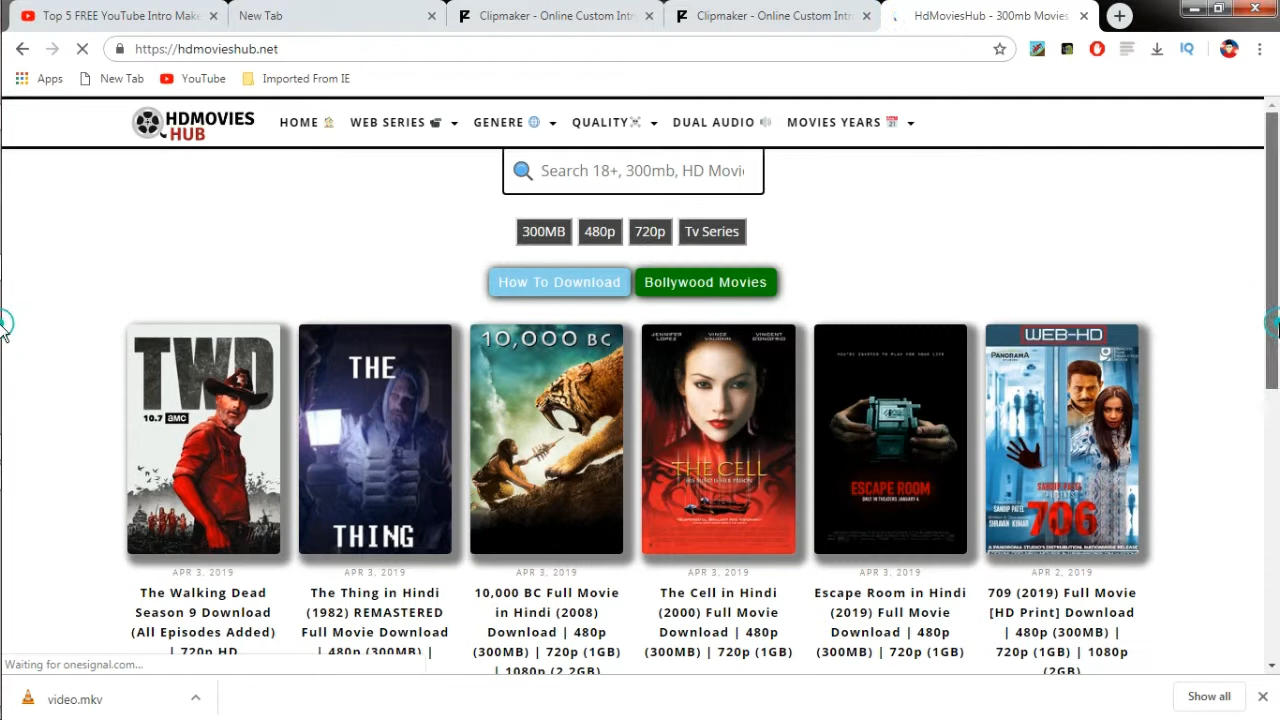 Top 5 FREE YouTube Intro Make
New Tab
Clipmaker - Online Custom Int
Clipmaker - Online Custom Int
HdMoviesHub - 300mb Movies
https://hdmovieshub.net
Apps
New Tab
YouTube
Imported From IE
HDMOVIES HOME WEB SERIES GENERE QUALITY DUAL AUDIO MOVIES YEARS
HUB
Search 18+, 300mb, HD Movi
300MB 480p 720p Tv Series
How To Download Bollywood Movies
TWD
10.7 AMC
THE
THING
10,000 BC
JENNIFER LOPEZ
VINCE VAUGHN
VINCENT D'ONOFRIO
THE CELL
ESCAPE ROOM
ONLY IN THEATERS JANUARY 4
WEB-HD
PANORAMA
706
APR 3, 2019
The Walking Dead
Season 9 Download
(All Episodes Added)
| 720p HD
APR 3, 2019
The Thing in Hindi
(1982) REMASTERED
Full Movie Download
| 480p (300MB) |
APR 3, 2019
10,000 BC Full Movie
in Hindi (2008)
Download | 480p
(300MB) | 720p (1GB)
| 1080p (2.2GB)
APR 3, 2019
The Cell in Hindi
(2000) Full Movie
Download | 480p
(300MB) | 720p (1GB)
APR 3, 2019
Escape Room in Hindi
(2019) Full Movie
Download | 480p
(300MB) | 720p (1GB)
APR 2, 2019
709 (2019) Full Movie
[HD Print] Download
| 480p (300MB) |
720p (1GB) | 1080p
(2GB)
Waiting for onesignal.com...
video.mkv
Show all